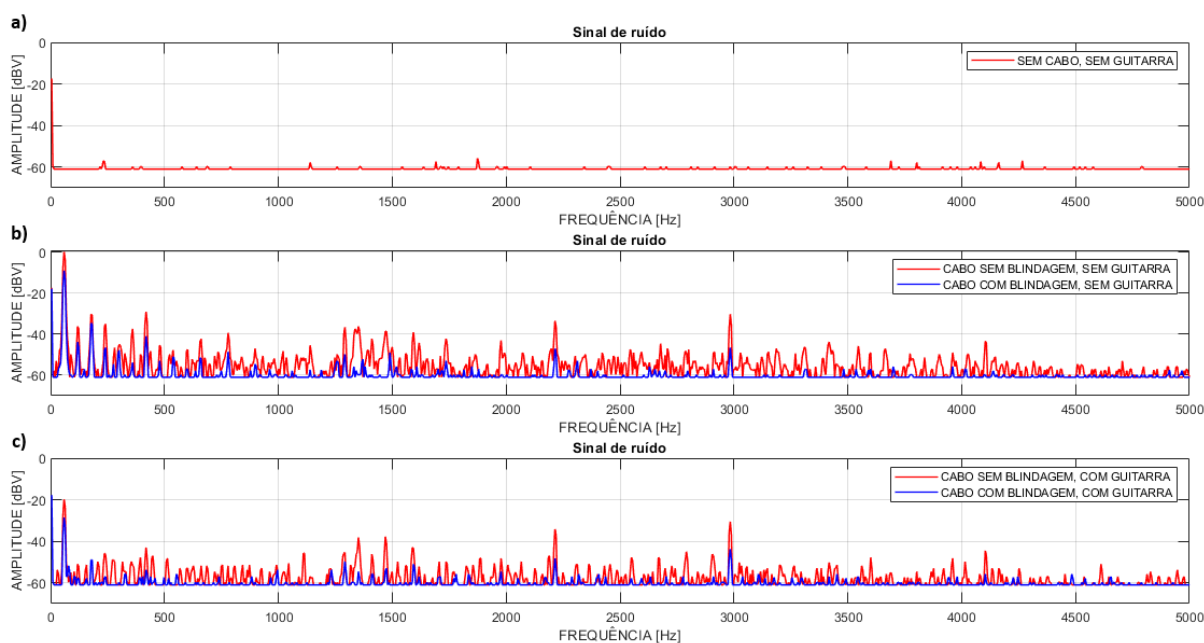 a)
Sinal de ruído
AMPLITUDE [dBV]
0
-20
-40
-60
SEM CABO, SEM GUITARRA
0 500 1000 1500 2000 2500 3000 3500 4000 4500 5000
FREQUÊNCIA [Hz]
b)
Sinal de ruído
AMPLITUDE [dBV]
0
-20
-40
-60
CABO SEM BLINDAGEM, SEM GUITARRA
CABO COM BLINDAGEM, SEM GUITARRA
0 500 1000 1500 2000 2500 3000 3500 4000 4500 5000
FREQUÊNCIA [Hz]
c)
Sinal de ruído
AMPLITUDE [dBV]
0
-20
-40
-60
CABO SEM BLINDAGEM, COM GUITARRA
CABO COM BLINDAGEM, COM GUITARRA
0 500 1000 1500 2000 2500 3000 3500 4000 4500 5000
FREQUÊNCIA [Hz]